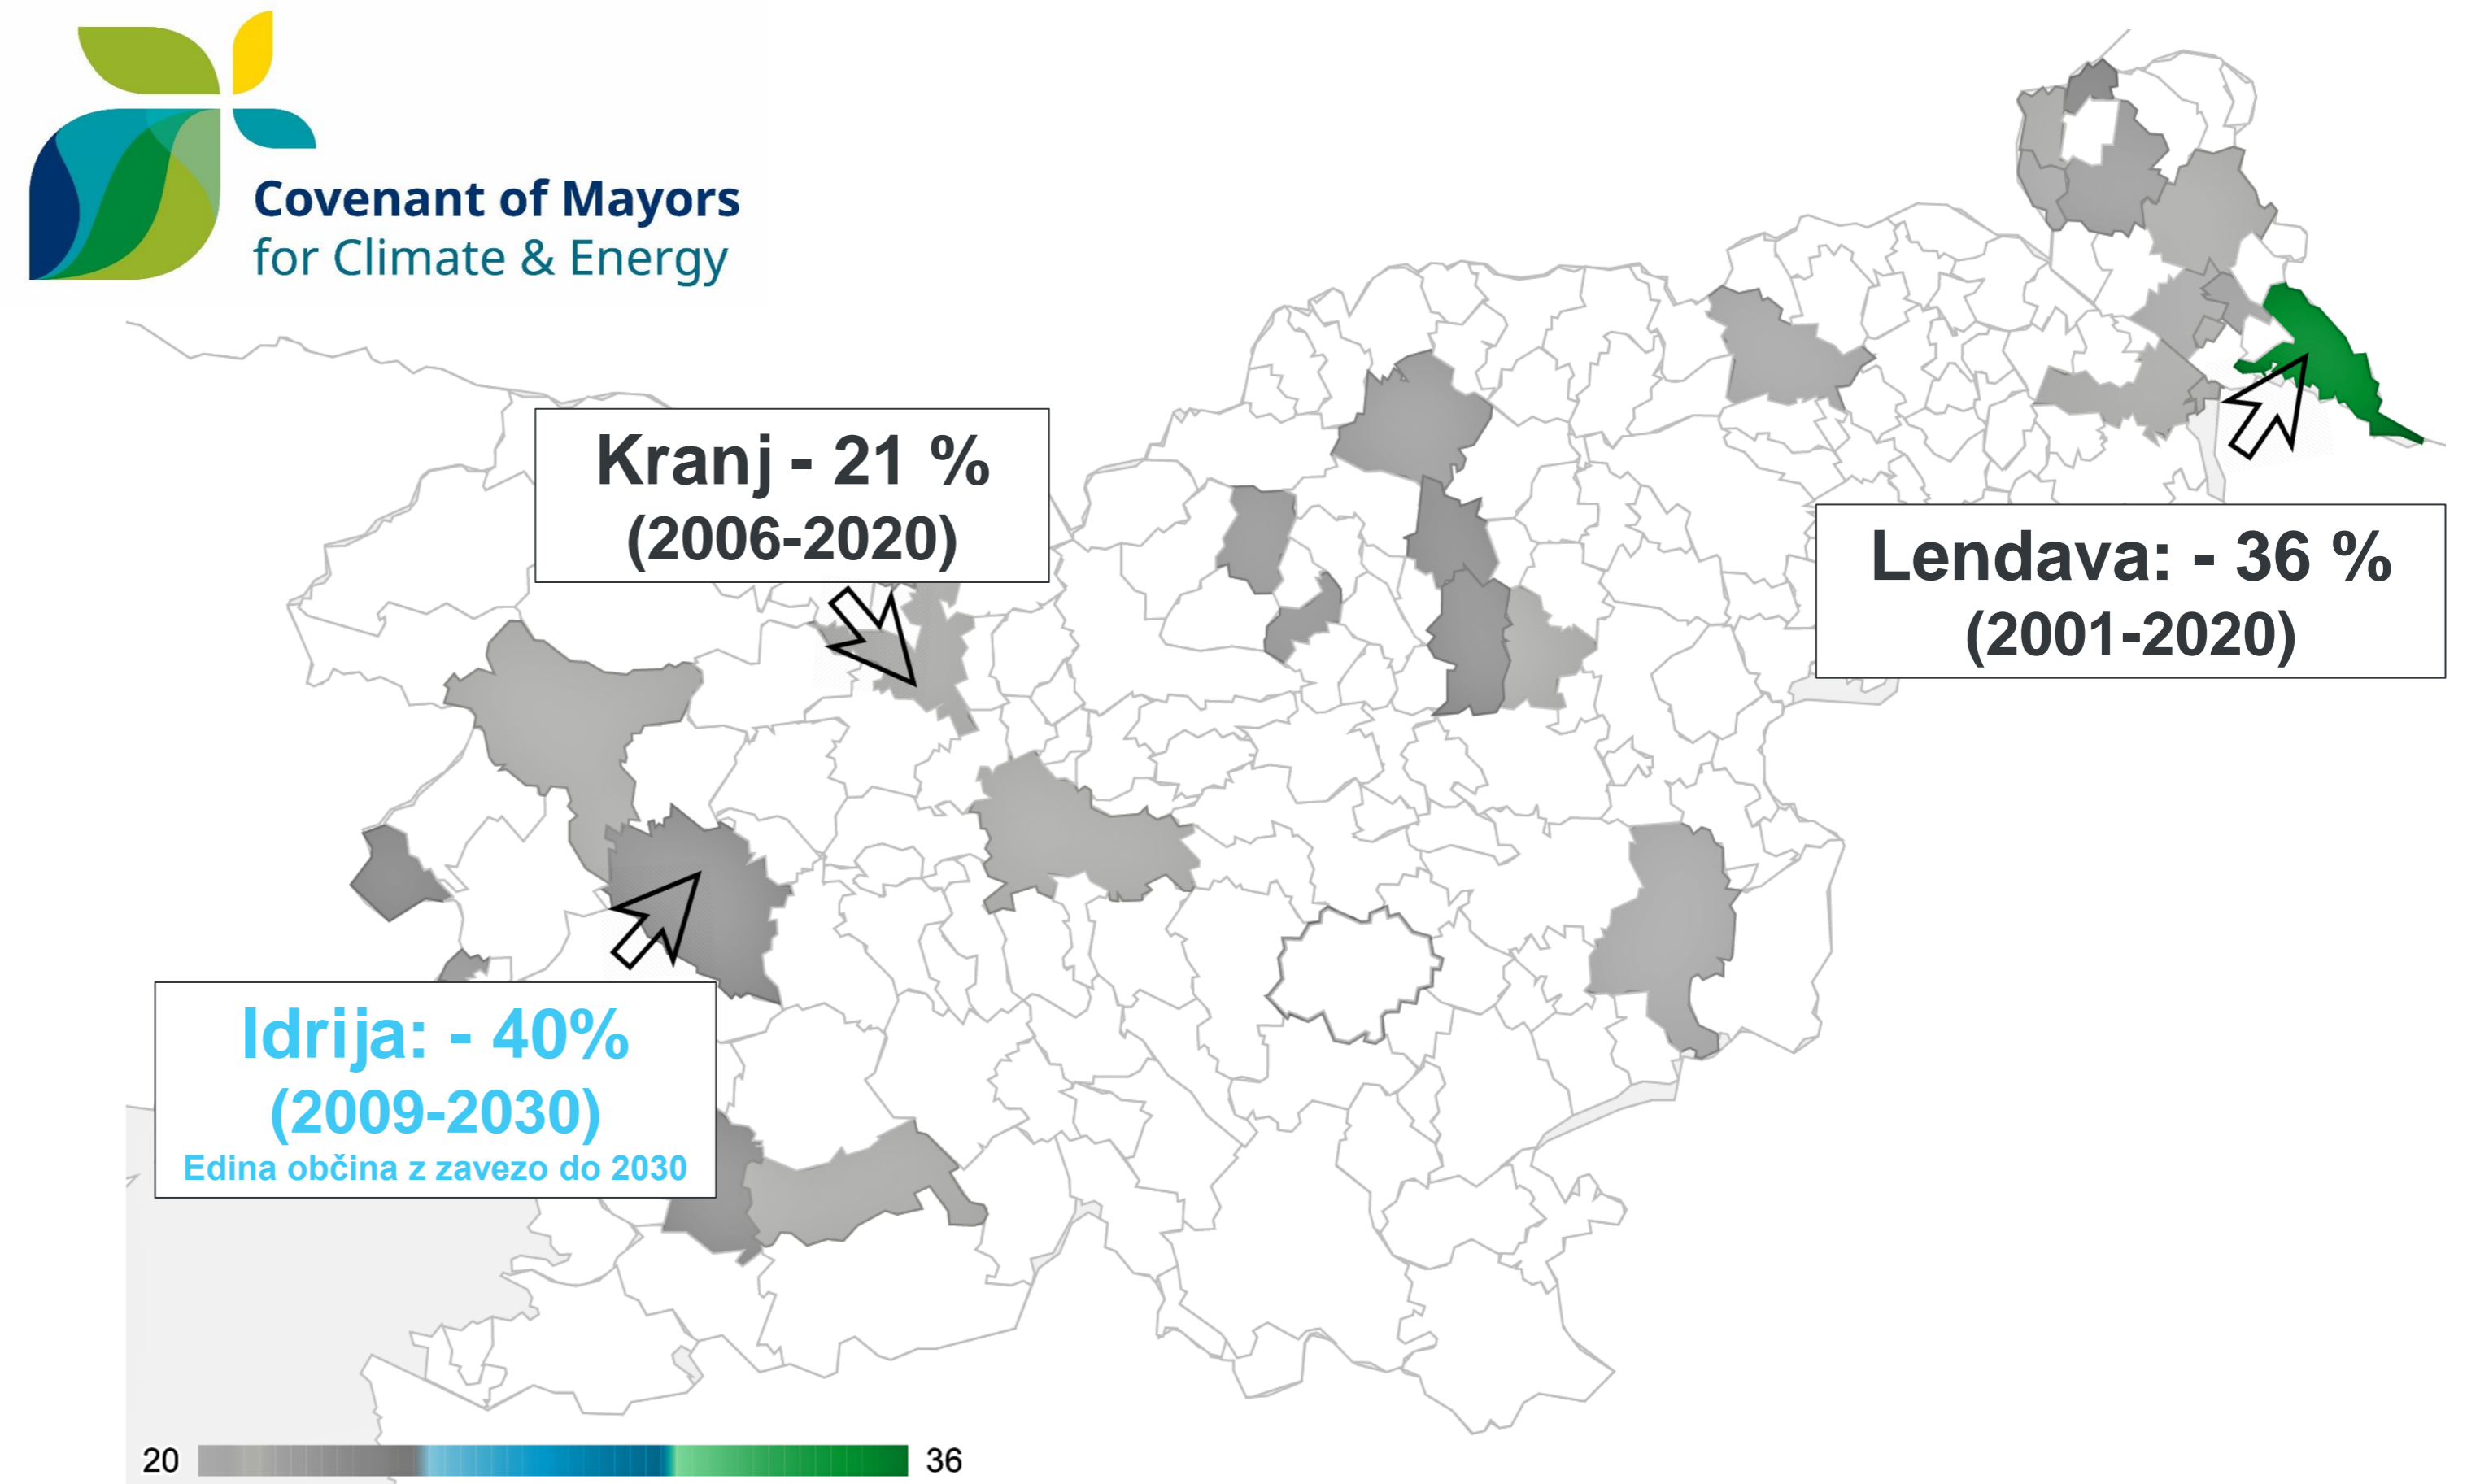 Covenant of Mayors
for Climate & Energy
Kranj - 21 %
(2006-2020)
Lendava: - 36 %
(2001-2020)
Idrija: - 40%
(2009-2030)
Edina občina z zavezo do 2030
20
36